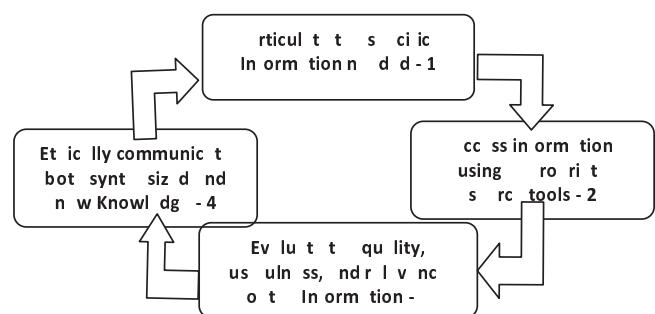 rticul t t s ci ic
In orm tion n d d - 1
cc ss in orm tion
using ro ri t
s rc tools - 2
Ev lu t t qu lity,
us uln ss, nd r l v nc
o t In orm tion -
Et ic lly communic t
bot synt siz d nd
n w Knowl dg - 4